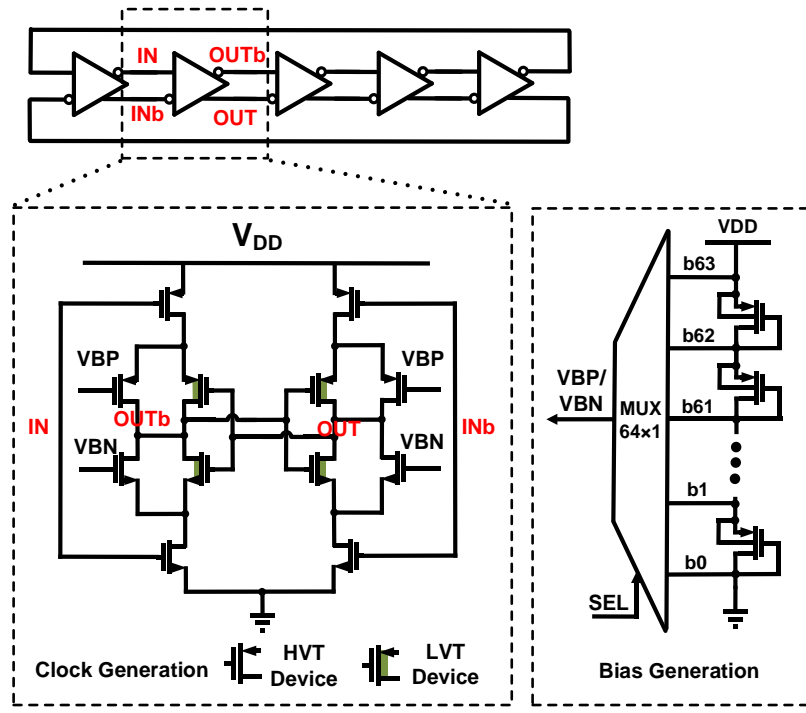 IN
OUTb
INb
OUT
V_DD
VBP
VBP
IN
OUTb
OUT
INb
VBN
VBN
Clock Generation
HVT
Device
LVT
Device
VDD
b63
b62
VBP/
VBN
MUX
64×1
b61
b1
b0
SEL
Bias Generation